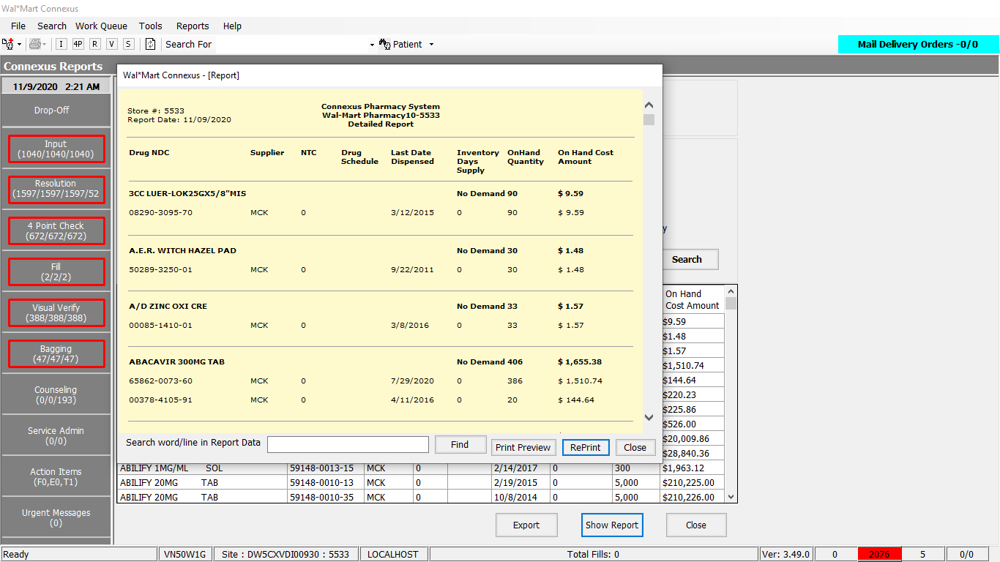 Wal*Mart Connexus
File Search Work Queue Tools Reports Help
I 4P R V S Search For Patient Mail Delivery Orders -0/0
Connexus Reports
11/9/2020 2:21 AM
Drop-Off
Input
(1040/1040/1040)
Resolution
(1597/1597/1597/52
4 Point Check
(672/672/672)
Fill
(2/2/2)
Visual Verify
(388/388/388)
Bagging
(47/47/47)
Counseling
(0/0/193)
Service Admin
(0/0)
Action Items
(F0,E0,T1)
Urgent Messages
(0)
Wal*Mart Connexus - [Report]
Connexus Pharmacy System
Store #: 5533 Wal-Mart Pharmacy10-5533
Report Date: 11/09/2020 Detailed Report
Drug NDC Supplier NTC Drug Schedule Last Date Dispensed Inventory Days Supply OnHand Quantity On Hand Cost Amount
3CC LUER-LOK25GX5/8"MIS No Demand 90 $ 9.59
08290-3095-70 MCK 0 3/12/2015 0 90 $ 9.59
A.E.R. WITCH HAZEL PAD No Demand 30 $ 1.48
50289-3250-01 MCK 0 9/22/2011 0 30 $ 1.48
A/D ZINC OXI CRE No Demand 33 $ 1.57
00085-1410-01 MCK 0 3/8/2016 0 33 $ 1.57
ABACAVIR 300MG TAB No Demand 406 $ 1,655.38
65862-0073-60 MCK 0 7/29/2020 0 386 $ 1,510.74
00378-4105-91 MCK 0 4/11/2016 0 20 $ 144.64
Search word/line in Report Data Find Print Preview RePrint Close
y
Search
On Hand
Cost Amount
$9.59
$1.48
$1.57
$1,510.74
$144.64
$220.23
$225.86
$526.00
$20,009.86
$28,840.36
ABILIFY 1MG/ML SOL 59148-0013-15 MCK 0 2/14/2017 0 300 $1,963.12
ABILIFY 20MG TAB 59148-0010-13 MCK 0 2/19/2015 0 5,000 $210,225.00
ABILIFY 20MG TAB 59148-0010-35 MCK 0 10/8/2014 0 5,000 $210,226.00
Export Show Report Close
Ready VN50W1G Site : DW5CXVDI00930 : 5533 LOCALHOST Total Fills: 0 Ver: 3.49.0 0 2076 5 0/0